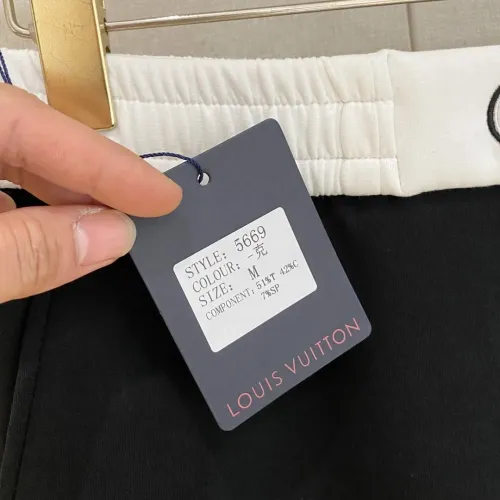 STYLE: 5669
COLOUR: -克
SIZE: M
COMPONENT: 51%T 42%C
7%SP
LOUIS VUITTON